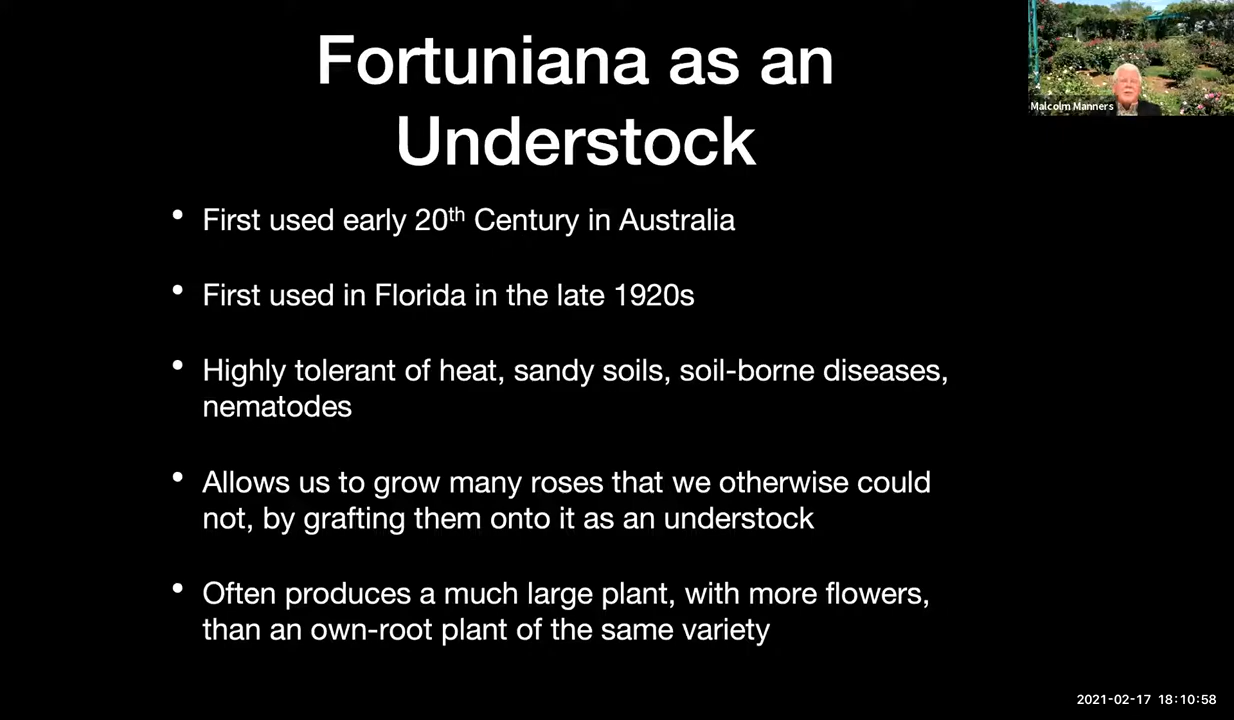 Fortuniana as an
Understock
Malcolm Manners
• First used early 20th Century in Australia
• First used in Florida in the late 1920s
• Highly tolerant of heat, sandy soils, soil-borne diseases,
nematodes
• Allows us to grow many roses that we otherwise could
not, by grafting them onto it as an understock
• Often produces a much large plant, with more flowers,
than an own-root plant of the same variety
2021-02-17 18:10:58